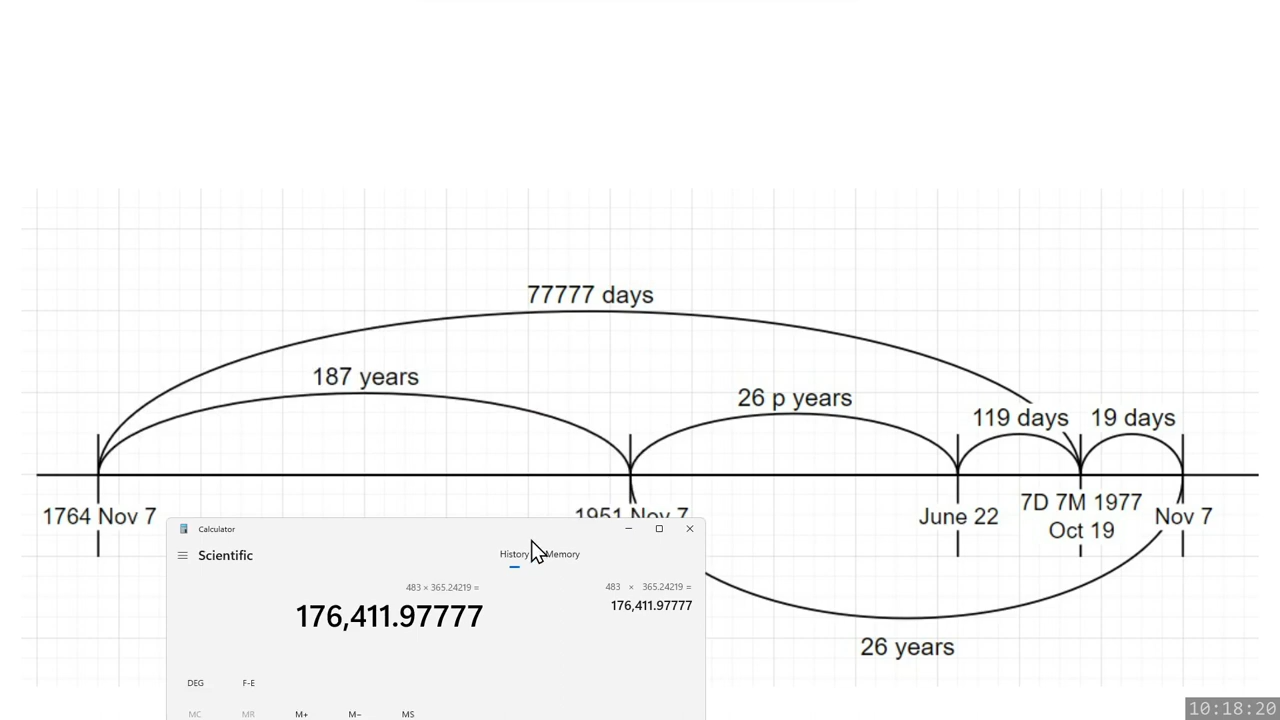 77777 days
187 years
26 p years
119 days
19 days
1764 Nov 7
1951 Nov 7
June 22
7D 7M 1977
Oct 19
Nov 7
26 years
Calculator
Scientific
History
Memory
483 × 365.24219 =
176,411.97777
483 × 365.24219 =
176,411.97777
DEG
F-E
MC
MR
M+
M−
MS
10:18:20